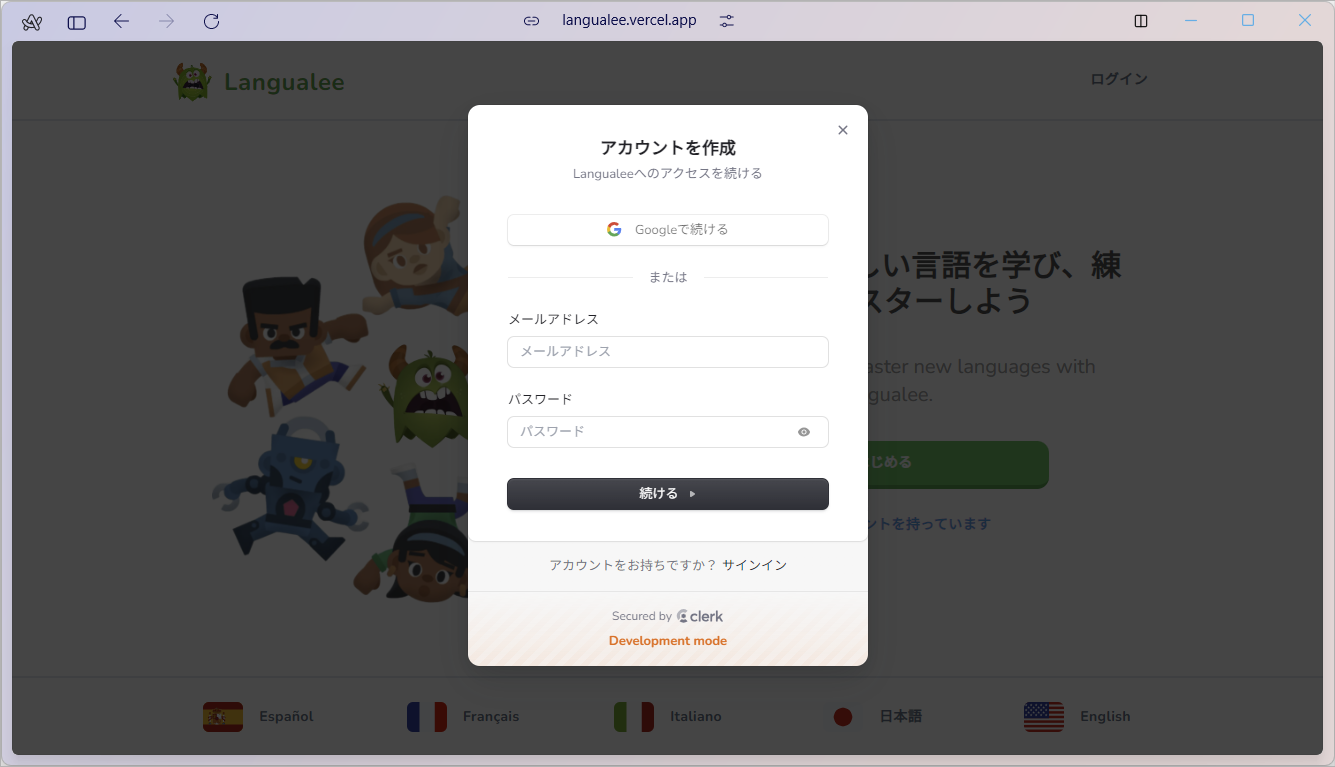 langualee.vercel.app
Langualee
ログイン
アカウントを作成
Langualeeへのアクセスを続ける
Googleで続ける
または
メールアドレス
メールアドレス
パスワード
パスワード
続ける
アカウントをお持ちですか？ サインイン
Secured by clerk
Development mode
しい言語を学び、練
スターしよう
aster new languages with
gualee.
じめる
ントを持っています
Español
Français
Italiano
日本語
English